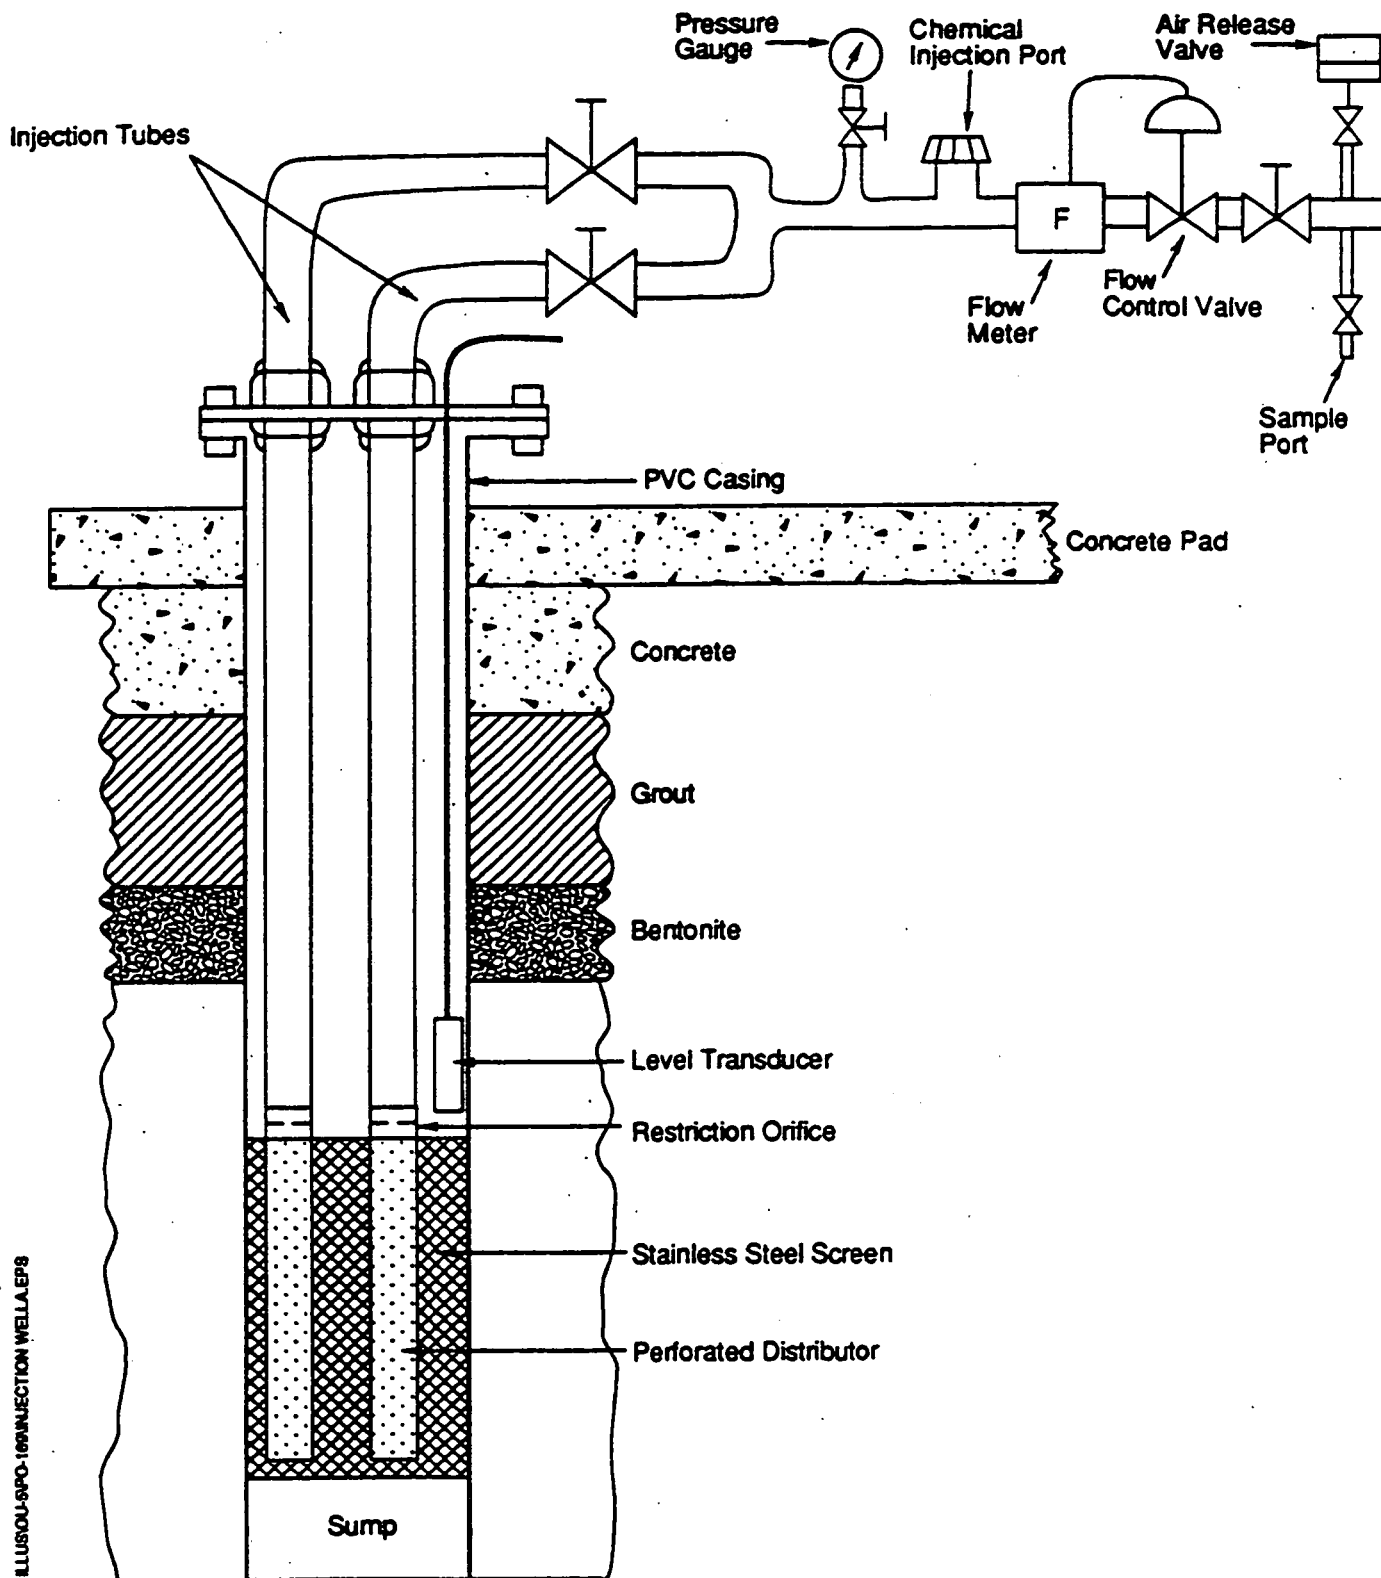 Pressure
Gauge
Chemical
Injection Port
Air Release
Valve
Injection Tubes
F
Flow
Meter
Flow
Control Valve
Sample
Port
PVC Casing
Concrete Pad
Concrete
Grout
Bentonite
Level Transducer
Restriction Orifice
Stainless Steel Screen
Perforated Distributor
Sump